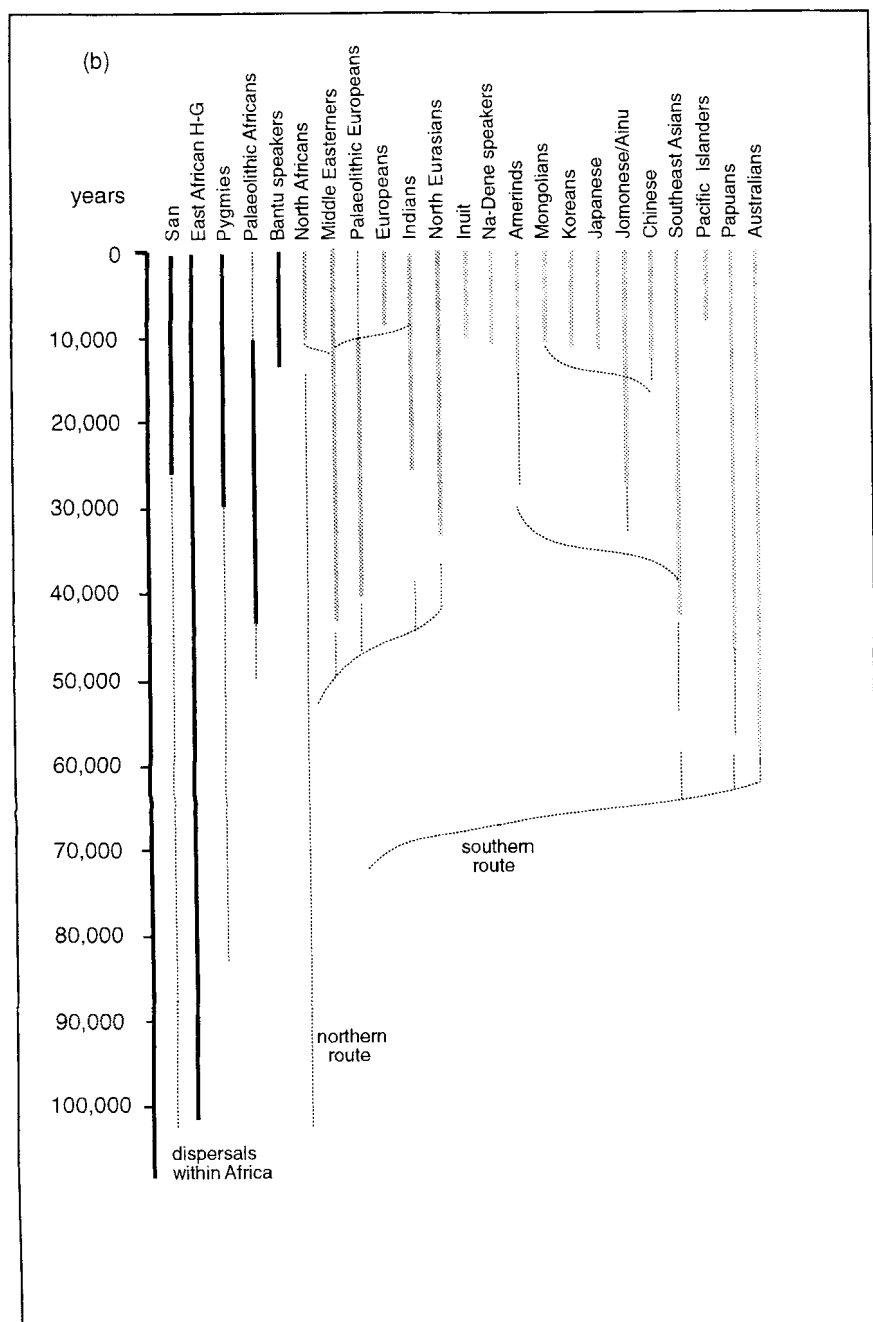 (b)
years
San
East African H-G
Pygmies
Palaeolithic Africans
Bantu speakers
North Africans
Middle Easterners
Palaeolithic Europeans
Europeans
Indians
North Eurasians
Inuit
Na-Dene speakers
Amerinds
Mongolians
Koreans
Japanese
Jomonese/Ainu
Chinese
Southeast Asians
Pacific Islanders
Papuans
Australians
0
10,000
20,000
30,000
40,000
50,000
60,000
70,000
80,000
90,000
100,000
southern
route
northern
route
dispersals
within Africa